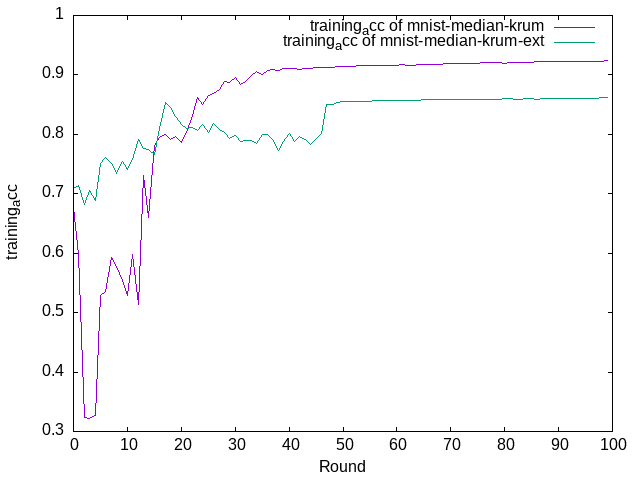 1
training_acc of mnist-median-krum
training_acc of mnist-median-krum-ext
0.9
0.8
0.7
training_acc
0.6
0.5
0.4
0.3
0 10 20 30 40 50 60 70 80 90 100
Round